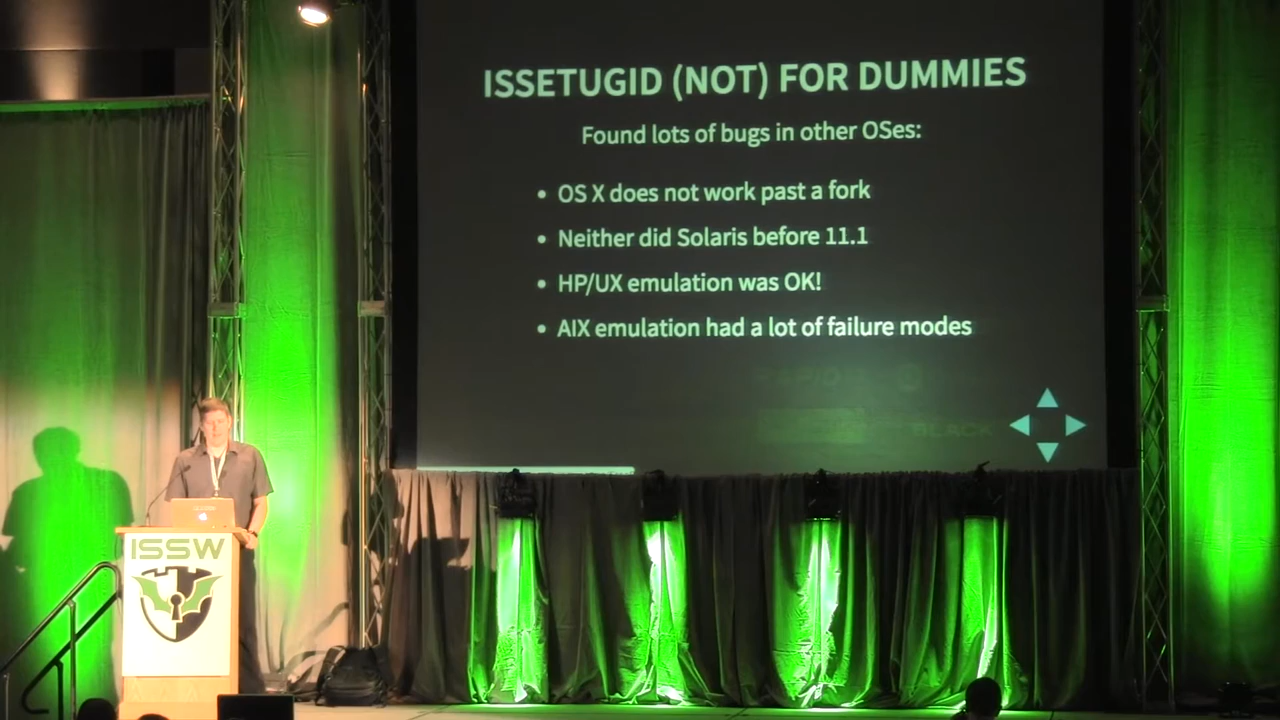 ISSETUGID (NOT) FOR DUMMIES
Found lots of bugs in other OSes:
• OS X does not work past a fork
• Neither did Solaris before 11.1
• HP/UX emulation was OK!
• AIX emulation had a lot of failure modes
BLACK
ISSW